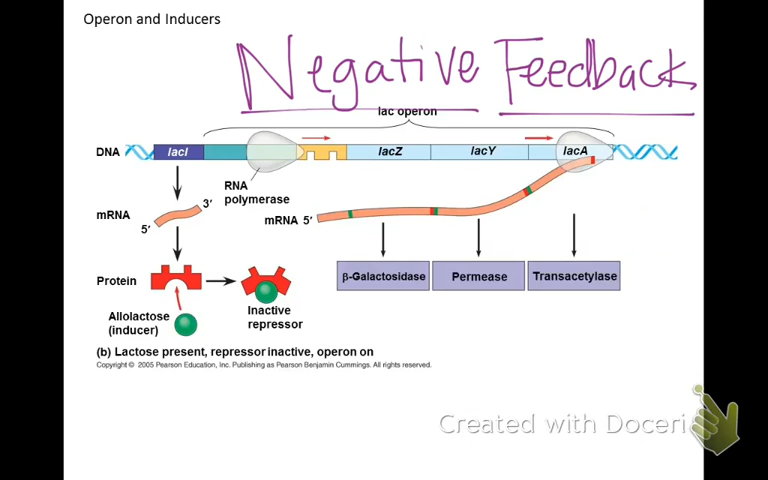 Operon and Inducers
Negative Feedback
lac operon
DNA
lacI
lacZ
lacY
lacA
RNA
polymerase
mRNA
3′
5′
mRNA 5′
Protein
β-Galactosidase
Permease
Transacetylase
Allolactose
(inducer)
Inactive
repressor
(b) Lactose present, repressor inactive, operon on
Copyright © 2005 Pearson Education, Inc. Publishing as Pearson Benjamin Cummings. All rights reserved.
Created with Doceri